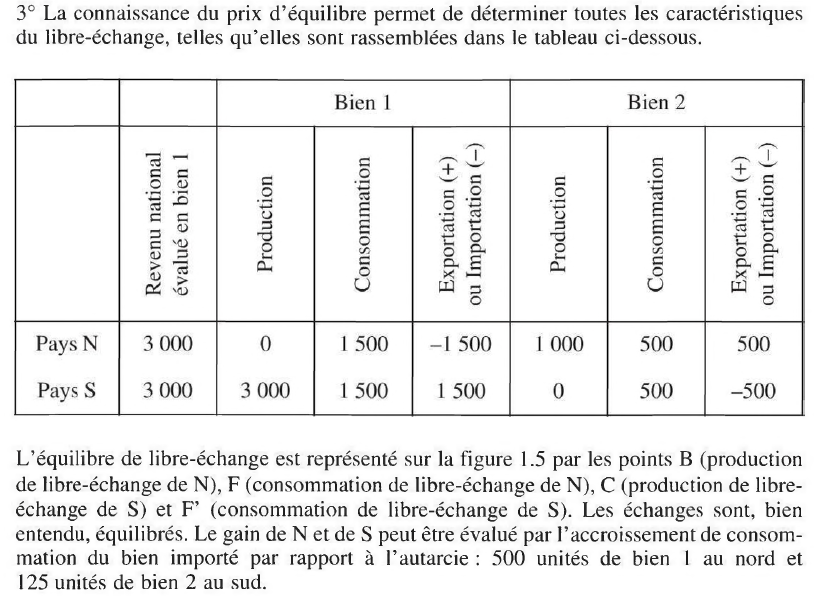 3° La connaissance du prix d’équilibre permet de déterminer toutes les caractéristiques
du libre-échange, telles qu’elles sont rassemblées dans le tableau ci-dessous.
Bien 1 Bien 2
Revenu national
évalué en bien 1
Production
Consommation
Exportation (+)
ou Importation (–)
Production
Consommation
Exportation (+)
ou Importation (–)
Pays N 3 000 0 1 500 –1 500 1 000 500 500
Pays S 3 000 3 000 1 500 1 500 0 500 –500
L’équilibre de libre-échange est représenté sur la figure 1.5 par les points B (production
de libre-échange de N), F (consommation de libre-échange de N), C (production de libre-
échange de S) et F’ (consommation de libre-échange de S). Les échanges sont, bien
entendu, équilibrés. Le gain de N et de S peut être évalué par l’accroissement de consom-
mation du bien importé par rapport à l’autarcie : 500 unités de bien 1 au nord et
125 unités de bien 2 au sud.